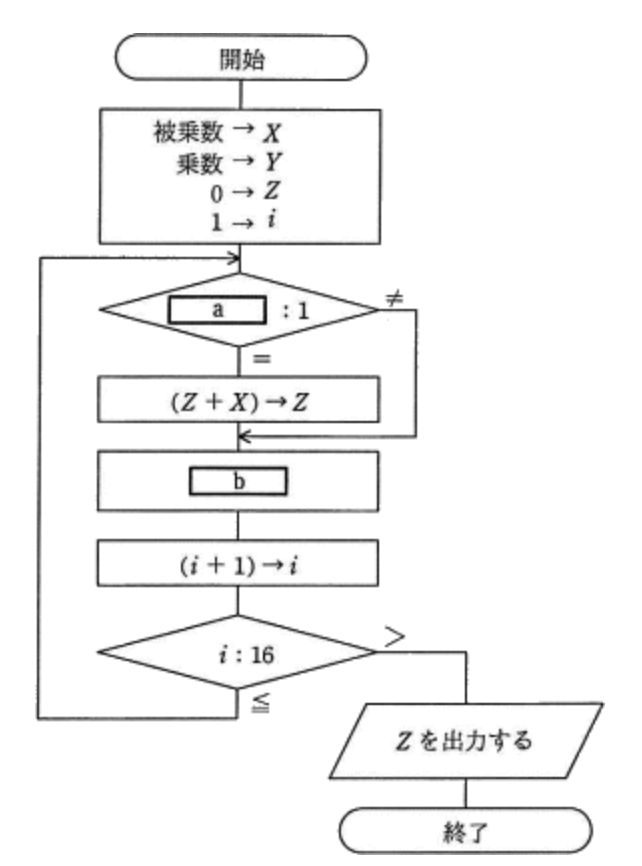 開始
被乗数 → X
乗数 → Y
0 → Z
1 → i
a : 1
≠
=
(Z + X) → Z
b
(i + 1) → i
i : 16
>
≦
Z を出力する
終了